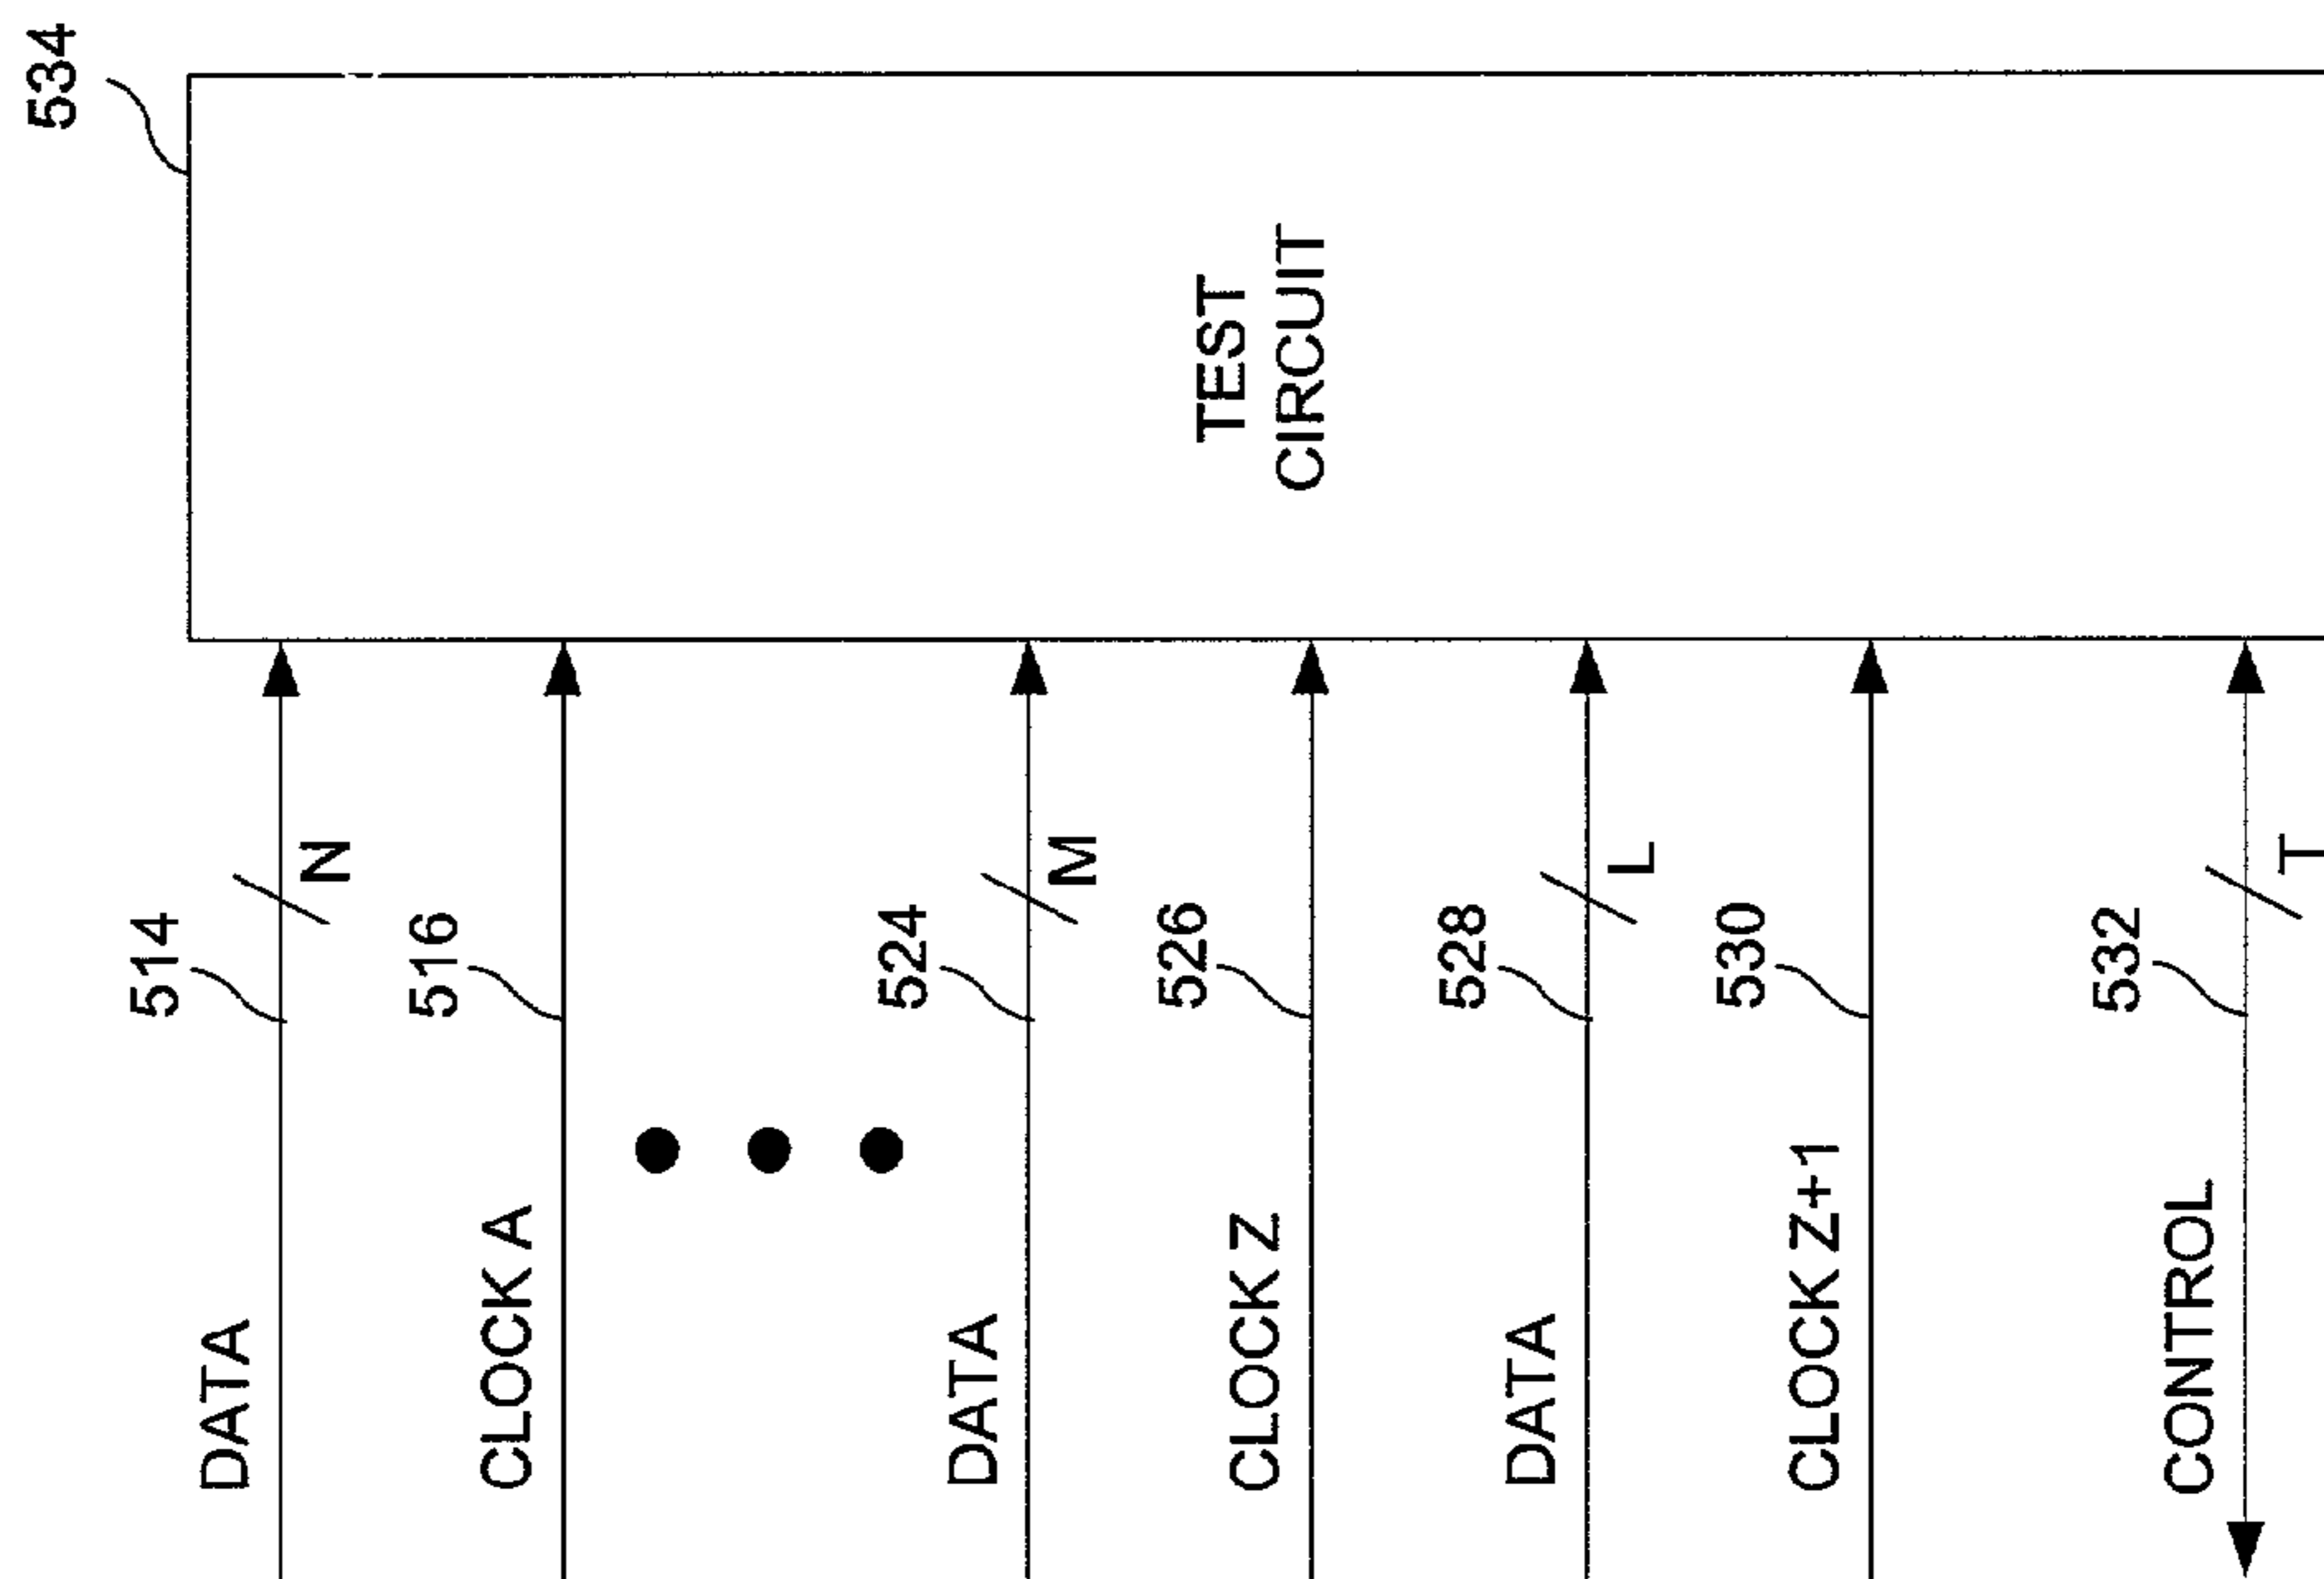 534
TEST
CIRCUIT
DATA
514
N
CLOCK A
516
DATA
524
M
CLOCK Z
526
DATA
528
L
CLOCK Z+1
530
CONTROL
532
T